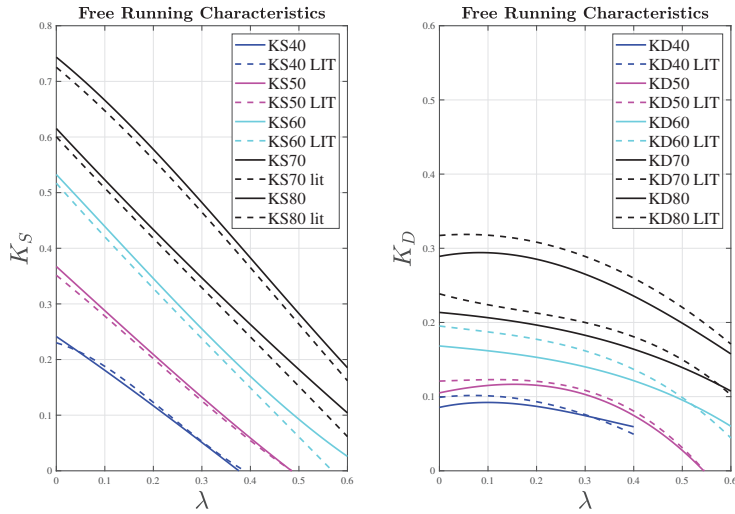 Free Running Characteristics
0.8
0.7
0.6
0.5
0.4
0.3
0.2
0.1
0
K_S
0 0.1 0.2 0.3 0.4 0.5 0.6
λ
KS40
KS40 LIT
KS50
KS50 LIT
KS60
KS60 LIT
KS70
KS70 lit
KS80
KS80 lit
Free Running Characteristics
0.6
0.5
0.4
0.3
0.2
0.1
0
K_D
0 0.1 0.2 0.3 0.4 0.5 0.6
λ
KD40
KD40 LIT
KD50
KD50 LIT
KD60
KD60 LIT
KD70
KD70 LIT
KD80
KD80 LIT